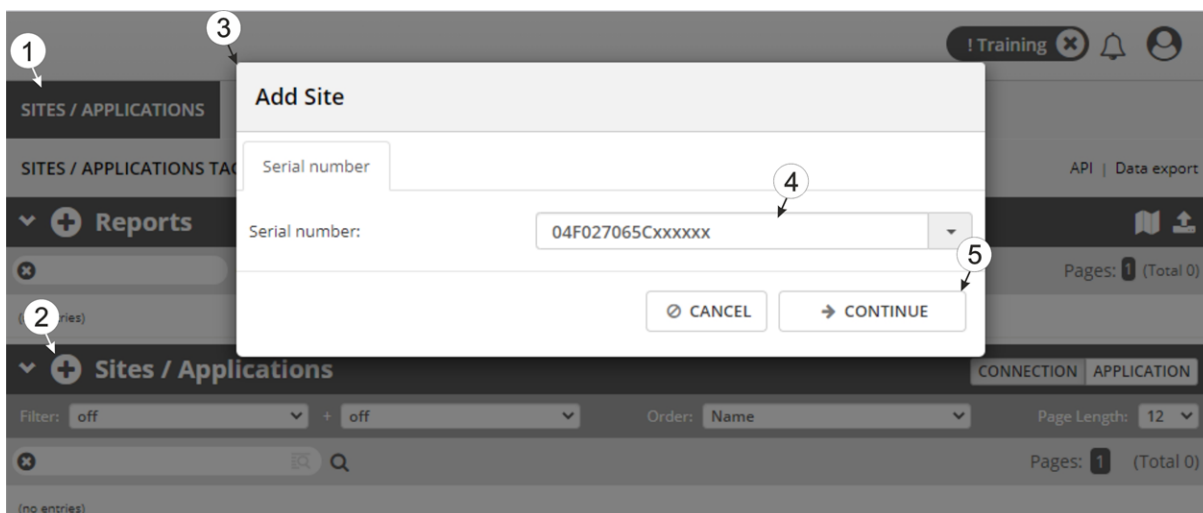 1
3
! Training
Add Site
SITES / APPLICATIONS
SITES / APPLICATIONS TA
Serial number
4
API | Data export
Reports
Serial number:
04F027065Cxxxxxx
5
Pages: 1 (Total 0)
CANCEL
CONTINUE
2
ries)
Sites / Applications
CONNECTION
APPLICATION
Filter:
off
+
off
Order:
Name
Page Length:
12
Pages: 1 (Total 0)
(no entries)